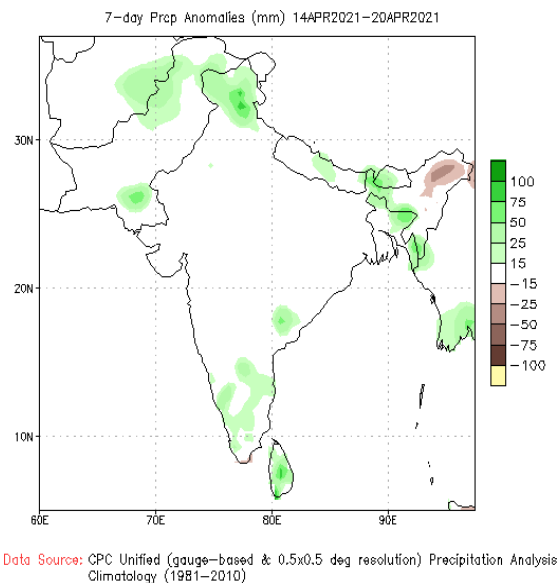 7-day Prcp Anomalies (mm) 14APR2021-20APR2021
30N
20N
10N
60E 70E 80E 90E
100
75
50
25
15
-15
-25
-50
-75
-100
Data Source: CPC Unified (gauge-based & 0.5x0.5 deg resolution) Precipitation Analysis
Climatology (1981-2010)